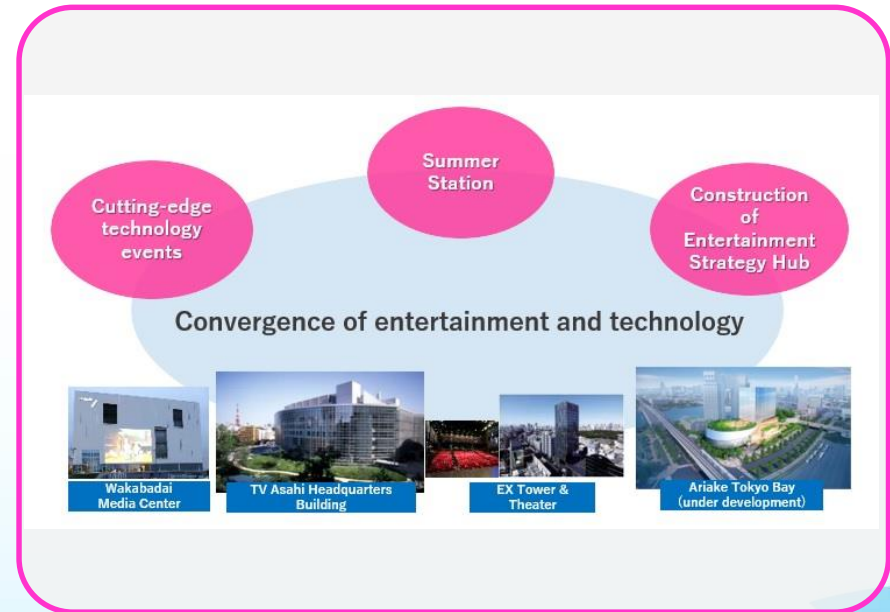 Summer
Station
Cutting-edge
technology
events
Construction
of
Entertainment
Strategy Hub
Convergence of entertainment and technology
Wakabadai
Media Center
TV Asahi Headquarters
Building
EX Tower &
Theater
Ariake Tokyo Bay
(under development)